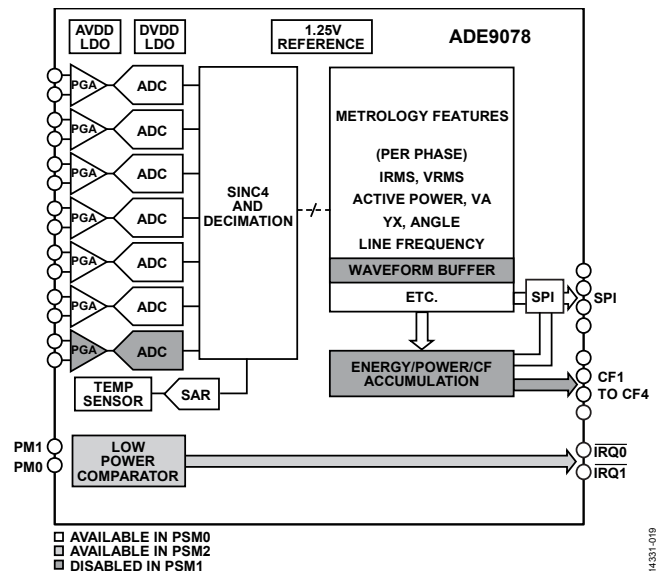 AVDD
LDO
DVDD
LDO
1.25V
REFERENCE
ADE9078
PGA
ADC
PGA
ADC
PGA
ADC
PGA
ADC
PGA
ADC
PGA
ADC
PGA
ADC
SINC4
AND
DECIMATION
METROLOGY FEATURES
(PER PHASE)
IRMS, VRMS
ACTIVE POWER, VA
YX, ANGLE
LINE FREQUENCY
WAVEFORM BUFFER
ETC.
SPI
SPI
ENERGY/POWER/CF
ACCUMULATION
CF1
TO CF4
TEMP
SENSOR
SAR
PM1
PM0
LOW
POWER
COMPARATOR
IRQ0
IRQ1
AVAILABLE IN PSM0
AVAILABLE IN PSM2
DISABLED IN PSM1
14331-019